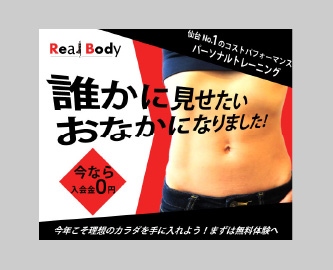 Real Body
仙台No.1のコストパフォーマンス
パーソナルトレーニング
誰かに見せたい
おなかになりました!
今なら
入会金0円
今年こそ理想のカラダを手に入れよう！まずは無料体験へ